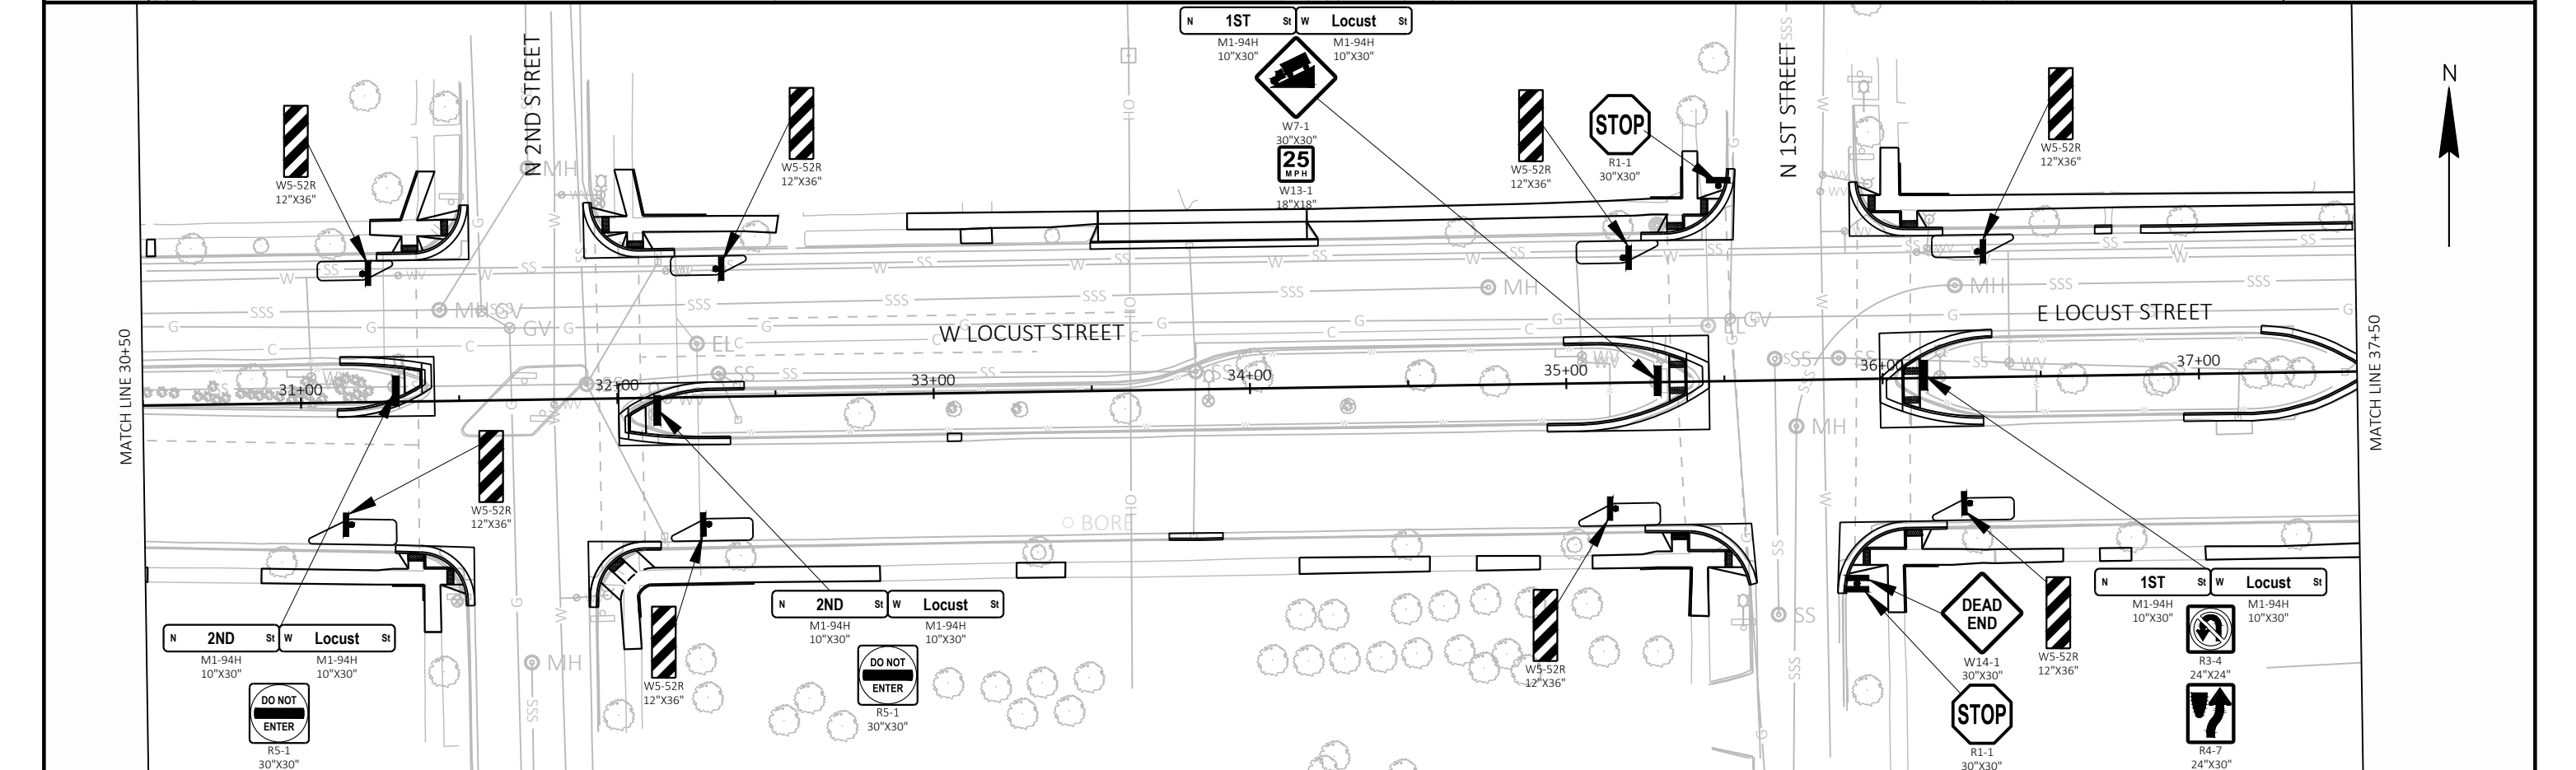 N 1ST St W Locust St
M1-94H M1-94H
10"X30" 10"X30"
W7-1
30"X30"
25
MPH
W13-1
18"X18"
N 2ND STREET
N 1ST STREET
N
W5-52R
12"X36"
W5-52R
12"X36"
W5-52R
12"X36"
STOP
R1-1
30"X30"
W5-52R
12"X36"
MH
MH
GV
GV
EL
SS
MH
GV
MH
MH
SS
MH
BORE
WV
WV
W LOCUST STREET
E LOCUST STREET
MATCH LINE 30+50
MATCH LINE 37+50
31+00
32+00
33+00
34+00
35+00
36+00
37+00
W5-52R
12"X36"
N 2ND St W Locust St
M1-94H M1-94H
10"X30" 10"X30"
DO NOT
ENTER
R5-1
30"X30"
W5-52R
12"X36"
N 2ND St W Locust St
M1-94H M1-94H
10"X30" 10"X30"
DO NOT
ENTER
R5-1
30"X30"
W5-52R
12"X36"
DEAD
END
W14-1
30"X30"
STOP
R1-1
30"X30"
W5-52R
12"X36"
N 1ST St W Locust St
M1-94H M1-94H
10"X30" 10"X30"
R3-4
24"X24"
R4-7
24"X30"